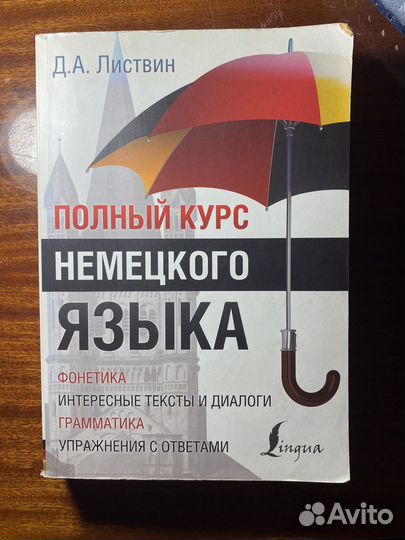 Д.А. Листвин
ПОЛНЫЙ КУРС
НЕМЕЦКОГО
ЯЗЫКА
ФОНЕТИКА
ИНТЕРЕСНЫЕ ТЕКСТЫ И ДИАЛОГИ
ГРАММАТИКА
УПРАЖНЕНИЯ С ОТВЕТАМИ
Lingua
Avito